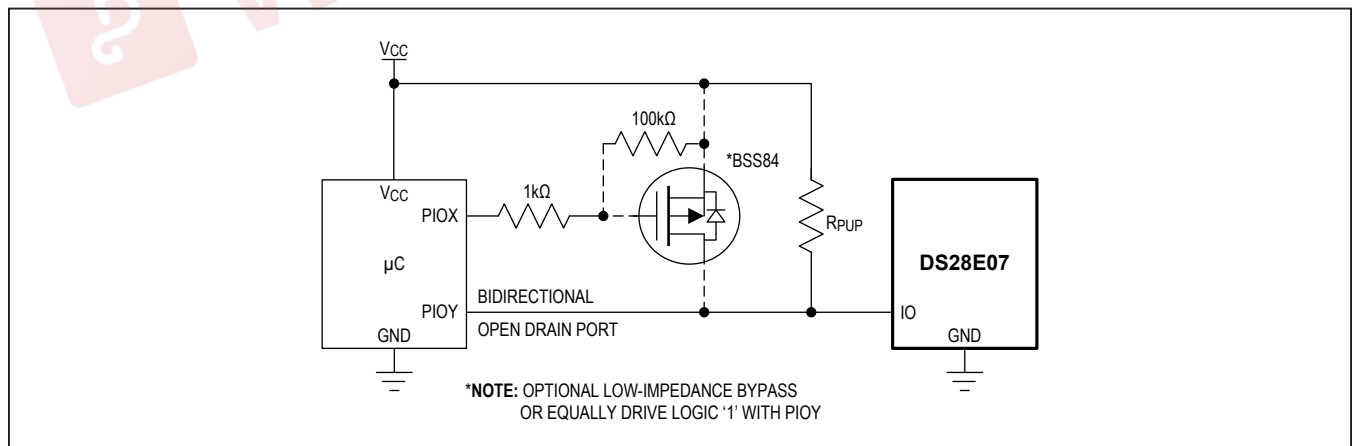 VCC
100kΩ
*BSS84
VCC
1kΩ
PIOX
RPUP
DS28E07
µC
BIDIRECTIONAL
PIOY
IO
OPEN DRAIN PORT
GND
GND
*NOTE: OPTIONAL LOW-IMPEDANCE BYPASS
OR EQUALLY DRIVE LOGIC '1' WITH PIOY